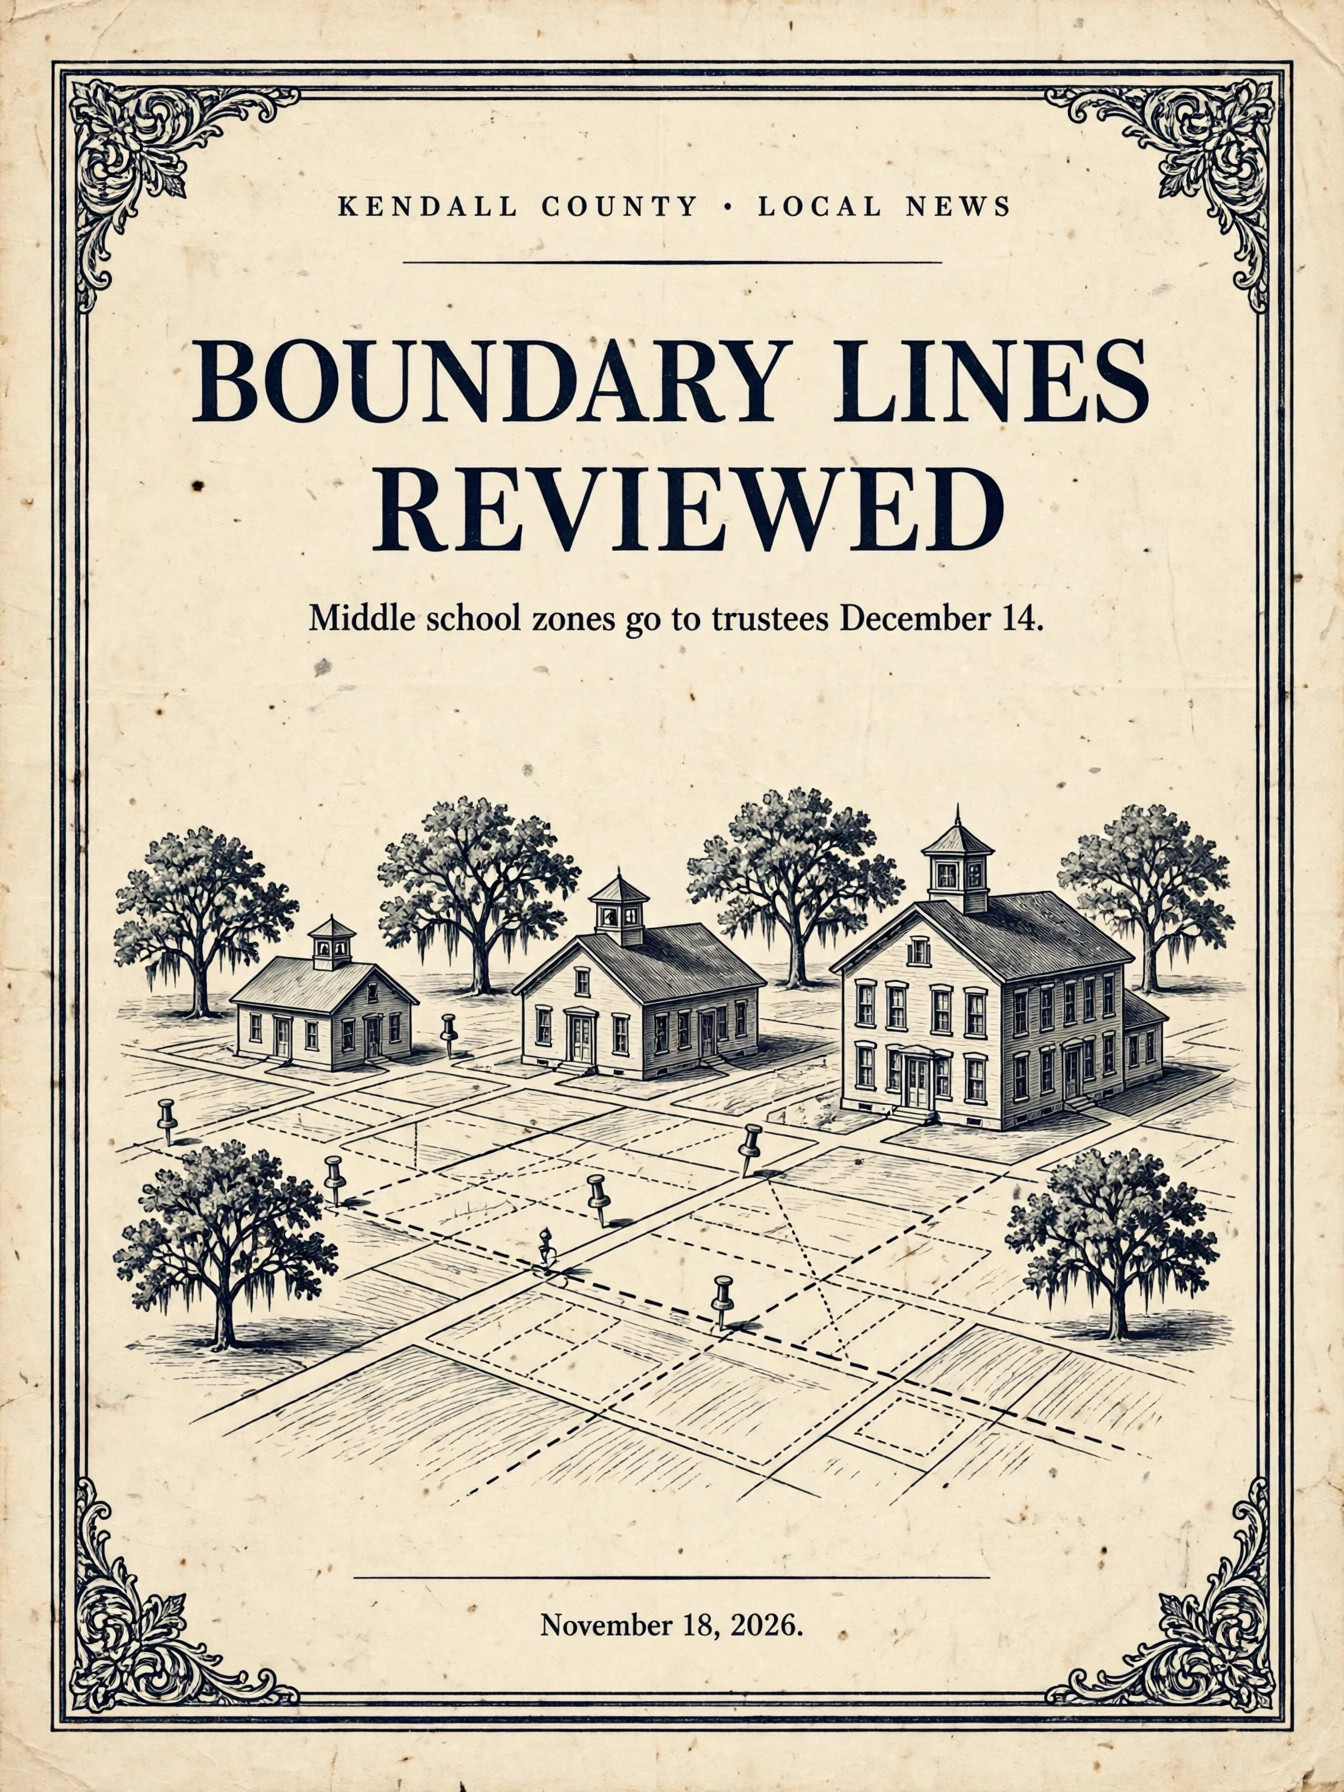 KENDALL COUNTY • LOCAL NEWS
BOUNDARY LINES
REVIEWED
Middle school zones go to trustees December 14.
November 18, 2026.